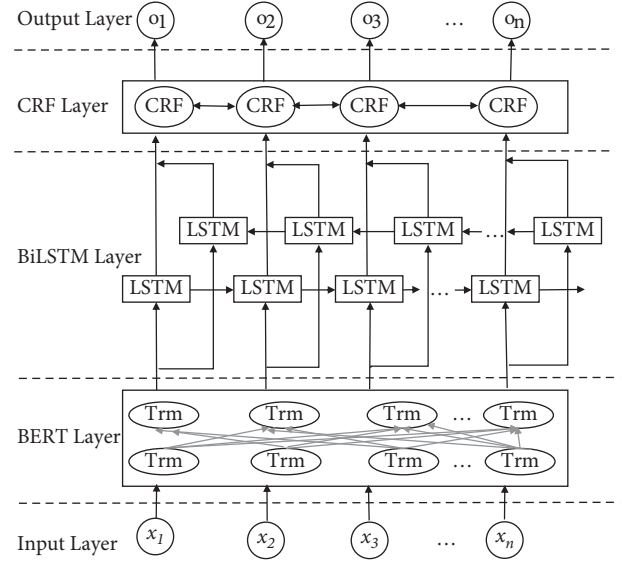 Output Layer o1 o2 o3 ... on
CRF Layer CRF CRF CRF CRF
LSTM LSTM LSTM ... LSTM
BiLSTM Layer
LSTM LSTM LSTM ... LSTM
Trm Trm Trm ... Trm
BERT Layer
Trm Trm Trm ... Trm
Input Layer x1 x2 x3 ... xn